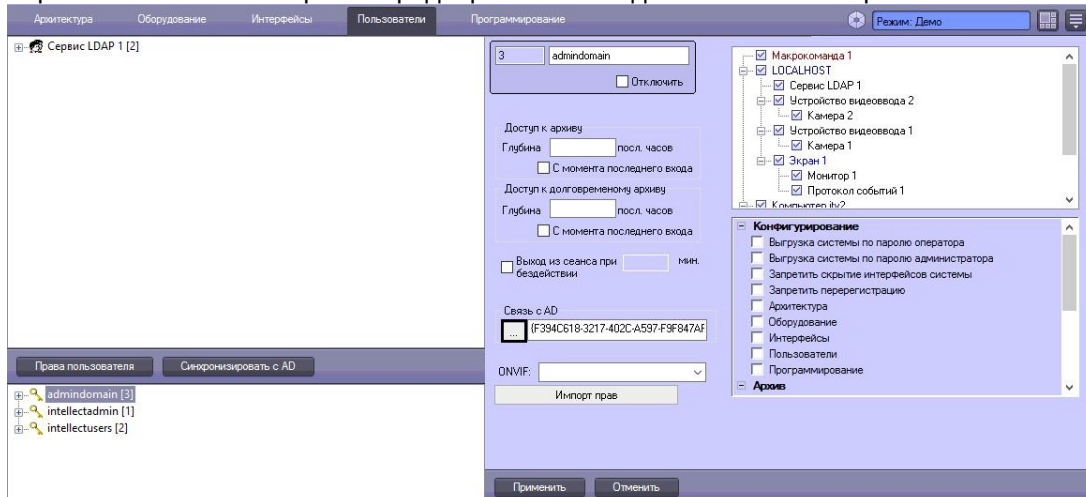 Архитектура Оборудование Интерфейсы Пользователи Программирование Режим: Демо
Сервис LDAP 1 [2]
3 admindomain
Отключить
Доступ к архиву
Глубина посл. часов
С момента последнего входа
Доступ к долговременому архиву
Глубина посл. часов
С момента последнего входа
Выход из сеанса при мин.
бездействии
Связь с AD
... {F394C618-3217-402C-A597-F9F847AF
ONVIF:
Импорт прав
Макрокоманда 1
LOCALHOST
Сервис LDAP 1
Устройство видеоввода 2
Камера 2
Устройство видеоввода 1
Камера 1
Экран 1
Монитор 1
Протокол событий 1
Компьютер itv2
Конфигурирование
Выгрузка системы по паролю оператора
Выгрузка системы по паролю администратора
Запретить скрытие интерфейсов системы
Запретить перерегистрацию
Архитектура
Оборудование
Интерфейсы
Пользователи
Программирование
Архив
Права пользователя Синхронизировать с AD
admindomain [3]
intellectadmin [1]
intellectusers [2]
Применить Отменить